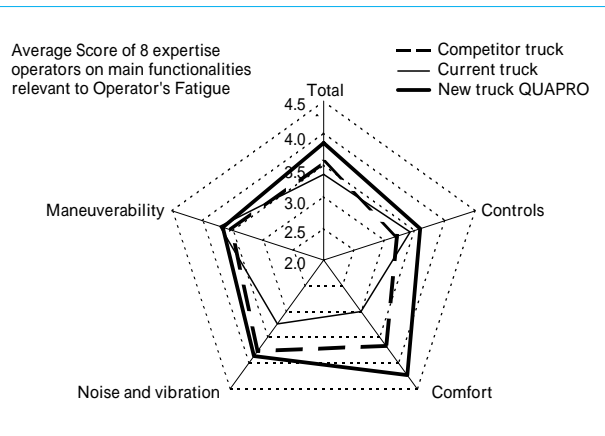 Average Score of 8 expertise
operators on main functionalities
relevant to Operator's Fatigue
Competitor truck
Current truck
New truck QUAPRO
Total
4.5
4.0
3.5
3.0
2.5
2.0
Maneuverability
Controls
Noise and vibration
Comfort